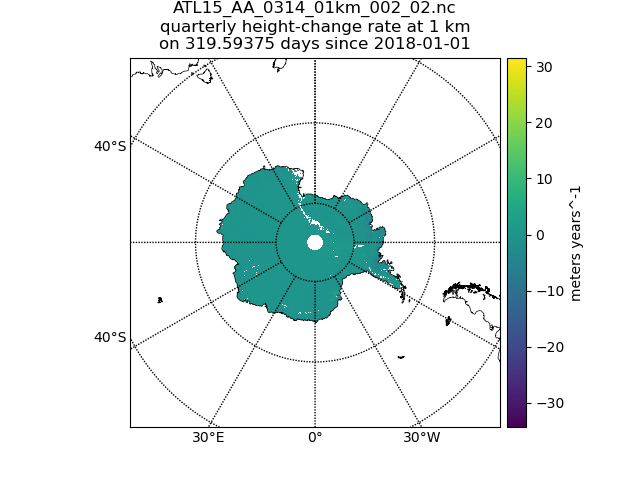 ATL15_AA_0314_01km_002_02.nc
quarterly height-change rate at 1 km
on 319.59375 days since 2018-01-01
40°S
40°S
30°E
0°
30°W
30
20
10
0
−10
−20
−30
meters years^-1